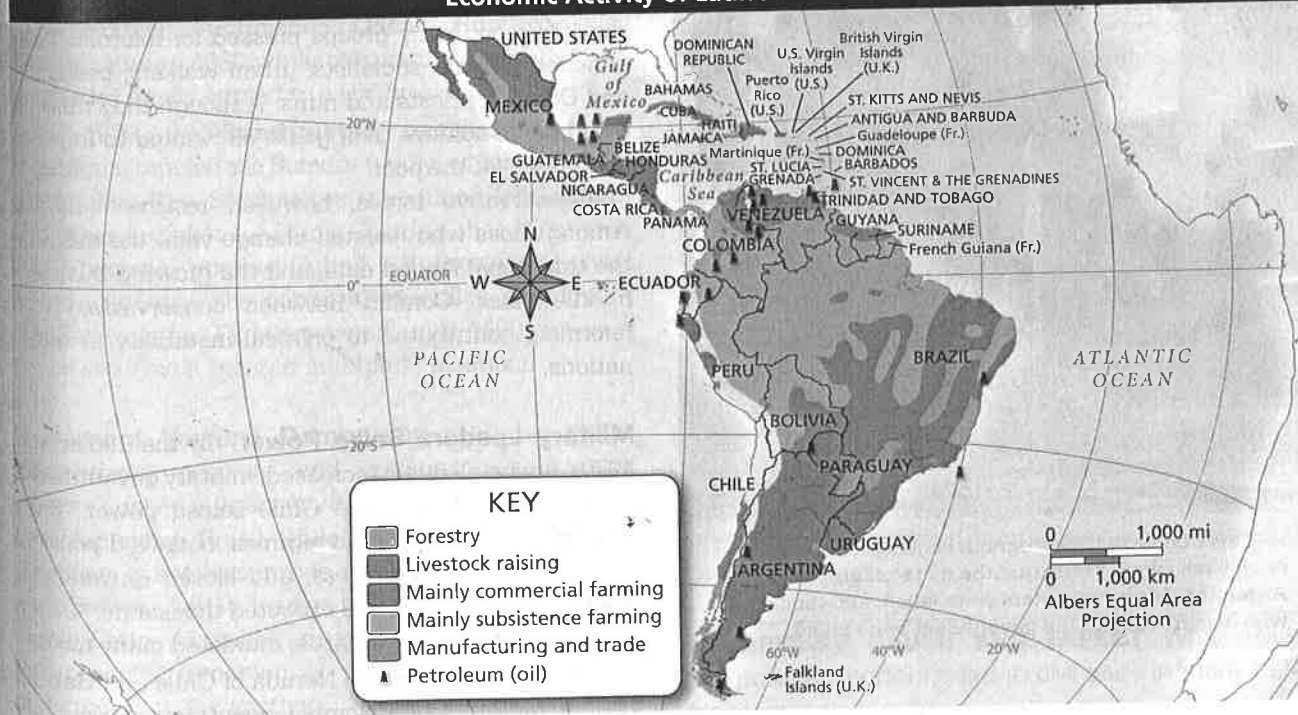 Economic Activity of Latin
UNITED STATES
Gulf
of
Mexico
MEXICO
20°N
BAHAMAS
CUBA
HAITI
JAMAICA
DOMINICAN
REPUBLIC
Puerto
Rico
(U.S.)
U.S. Virgin
Islands
(U.S.)
British Virgin
Islands
(U.K.)
ST. KITTS AND NEVIS
ANTIGUA AND BARBUDA
Guadeloupe (Fr.)
Martinique (Fr.)
DOMINICA
ST. LUCIA
BARBADOS
GRENADA
ST. VINCENT & THE GRENADINES
TRINIDAD AND TOBAGO
BELIZE
GUATEMALA
HONDURAS
EL SALVADOR
NICARAGUA
COSTA RICA
PANAMA
Caribbean
Sea
VENEZUELA
GUYANA
SURINAME
French Guiana (Fr.)
COLOMBIA
N
W
E
S
EQUATOR
0°
ECUADOR
PACIFIC
OCEAN
PERU
BRAZIL
ATLANTIC
OCEAN
BOLIVIA
20°S
PARAGUAY
CHILE
URUGUAY
ARGENTINA
60°W
40°W
20°W
Falkland
Islands (U.K.)
KEY
Forestry
Livestock raising
Mainly commercial farming
Mainly subsistence farming
Manufacturing and trade
Petroleum (oil)
0 1,000 mi
0 1,000 km
Albers Equal Area
Projection